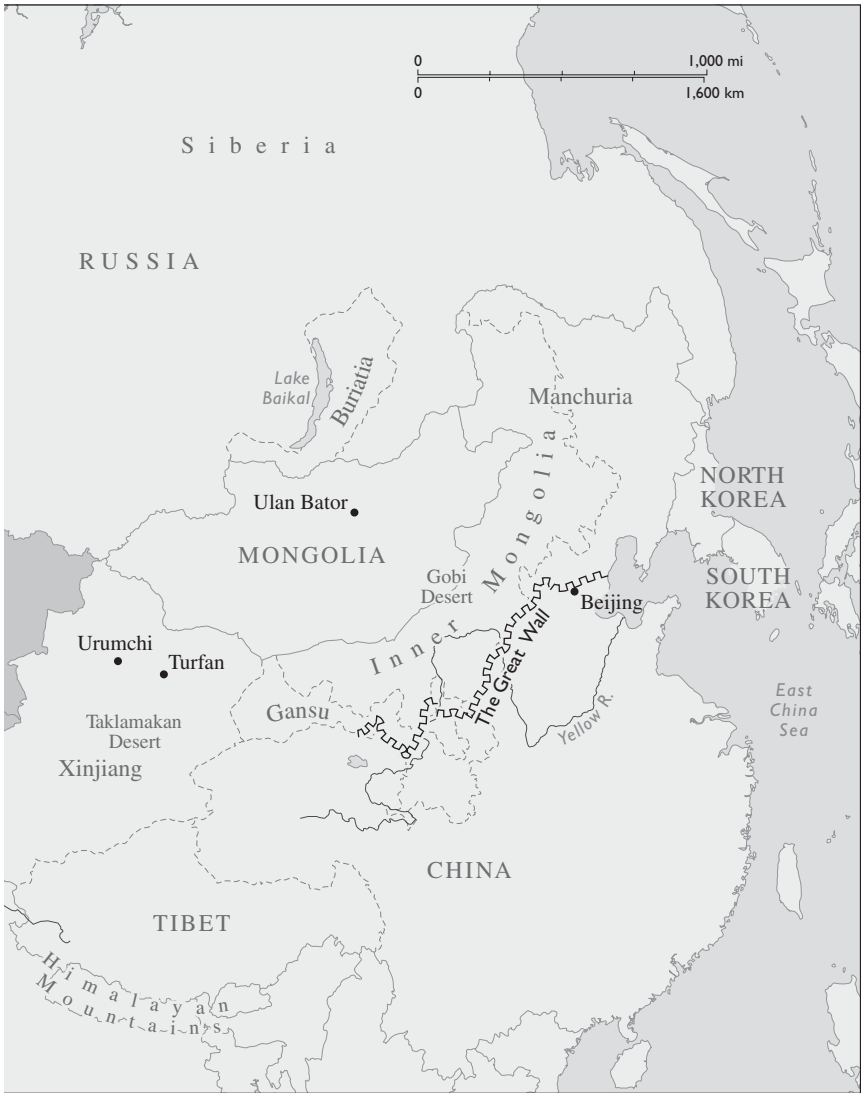 0 1,000 mi
0 1,600 km
Siberia
RUSSIA
Lake
Baikal
Buriatia
Manchuria
NORTH
KOREA
Ulan Bator
MONGOLIA
Inner Mongolia
Gobi
Desert
SOUTH
KOREA
Beijing
Urumchi
Turfan
The Great Wall
Gansu
Yellow R.
East
China
Sea
Taklamakan
Desert
Xinjiang
CHINA
TIBET
Himalayan
Mountains